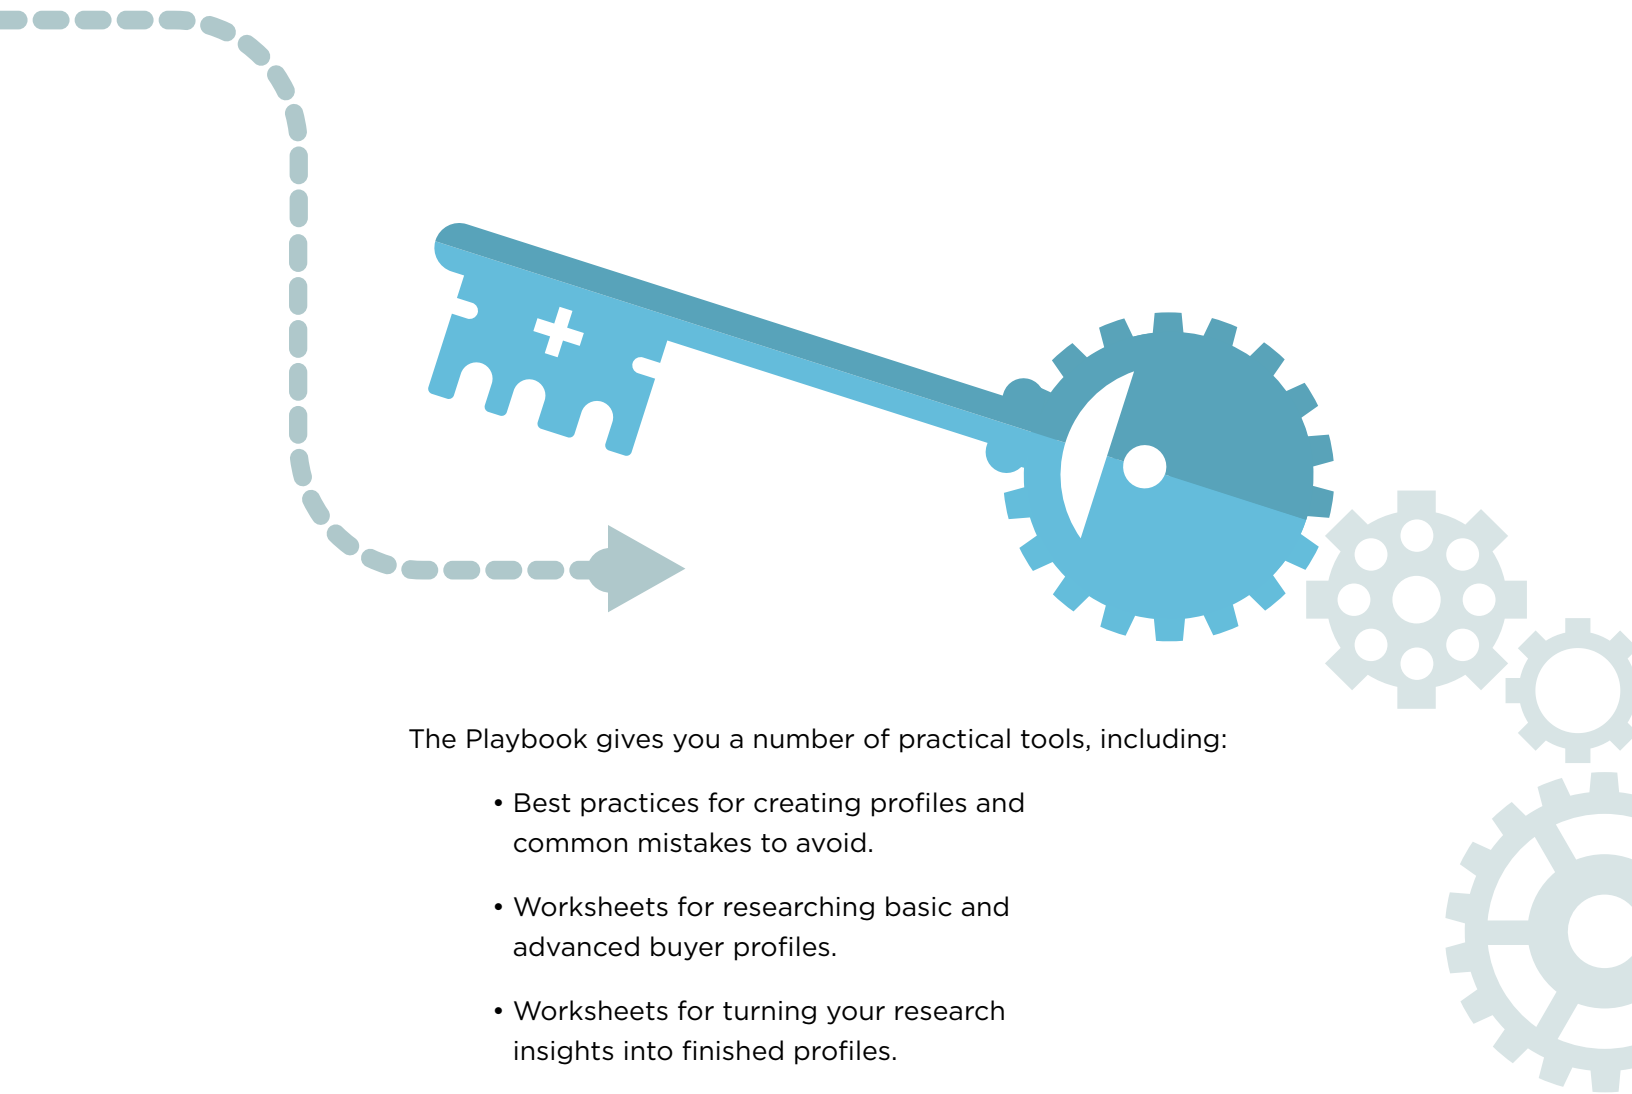 The Playbook gives you a number of practical tools, including:
• Best practices for creating profiles and
common mistakes to avoid.
• Worksheets for researching basic and
advanced buyer profiles.
• Worksheets for turning your research
insights into finished profiles.